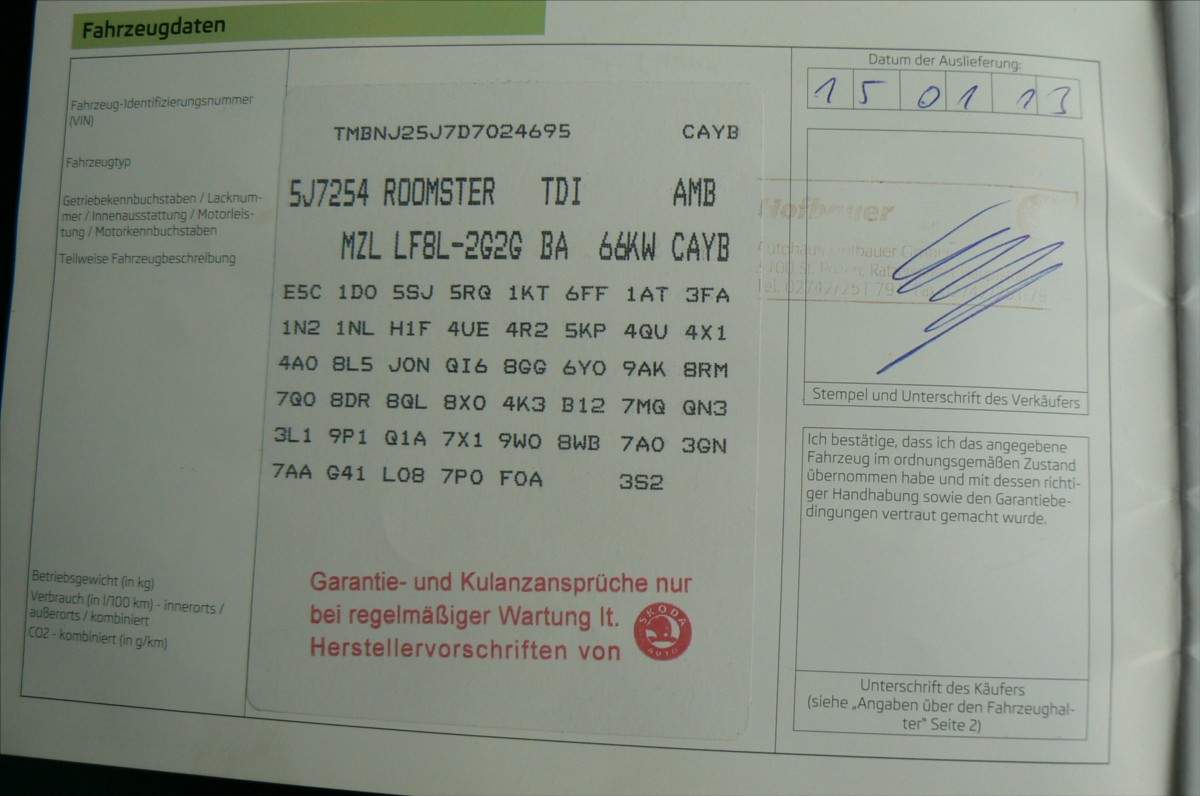 Fahrzeugdaten
Fahrzeug-Identifizierungsnummer
(VIN)
Fahrzeugtyp
Getriebekennbuchstaben / Lacknum-
mer / Innenausstattung / Motorleis-
tung / Motorkennbuchstaben
Teilweise Fahrzeugbeschreibung
Betriebsgewicht (in kg)
Verbrauch (in l/100 km) - innerorts /
außerorts / kombiniert
CO2 - kombiniert (in g/km)
TMBNJ25J7D7024695 CAYB
5J7254 ROOMSTER TDI AMB
MZL LF8L-2G2G BA 66KW CAYB
E5C 1D0 5SJ 5RQ 1KT 6FF 1AT 3FA
1N2 1NL H1F 4UE 4R2 5KP 4QU 4X1
4A0 8L5 J0N QI6 8GG 6Y0 9AK 8RM
7Q0 8DR 8QL 8X0 4K3 B12 7MQ QN3
3L1 9P1 Q1A 7X1 9W0 8WB 7A0 3GN
7AA G41 L08 7P0 F0A 3S2
Garantie- und Kulanzansprüche nur
bei regelmäßiger Wartung lt.
Herstellervorschriften von
SKODA
AUTO
Datum der Auslieferung:
15 01 13
Hofbauer
Stempel und Unterschrift des Verkäufers
Ich bestätige, dass ich das angegebene
Fahrzeug im ordnungsgemäßen Zustand
übernommen habe und mit dessen richti-
ger Handhabung sowie den Garantiebe-
dingungen vertraut gemacht wurde.
Unterschrift des Käufers
(siehe „Angaben über den Fahrzeughal-
ter" Seite 2)